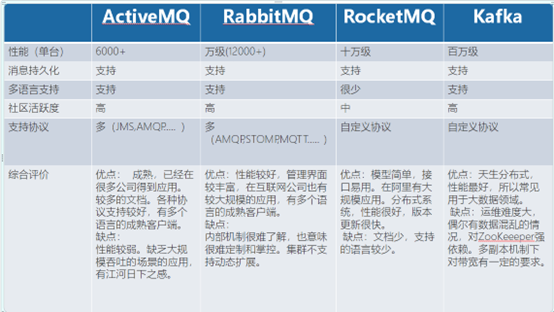 ActiveMQ RabbitMQ RocketMQ Kafka
性能（单台） 6000+ 万级(12000+) 十万级 百万级
消息持久化 支持 支持 支持 支持
多语言支持 支持 支持 很少 支持
社区活跃度 高 高 中 高
支持协议 多（JMS,AMQP..... ） 多（AMQP,STOMP,MQTT..... ） 自定义协议 自定义协议
综合评价
优点： 成熟，已经在
很多公司得到应用。
较多的文档。各种协
议支持较好，有多个
语言的成熟客户端。
缺点：
性能较弱。缺乏大规
模吞吐的场景的应用，
有江河日下之感。
优点：性能较好，管理界面
较丰富，在互联网公司也有
较大规模的应用，有多个语
言的成熟客户端。
缺点：
内部机制很难了解，也意味
很难定制和掌控。集群不支
持动态扩展。
优点：模型简单，接
口易用。在阿里有大
规模应用。分布式系
统，性能很好，版本
更新很快。
缺点：文档少，支持
的语言较少。
优点：天生分布式，
性能最好，所以常见
用于大数据领域。
缺点：运维难度大，
偶尔有数据混乱的情
况，对ZooKeeeper强
依赖。多副本机制下
对带宽有一定的要求。